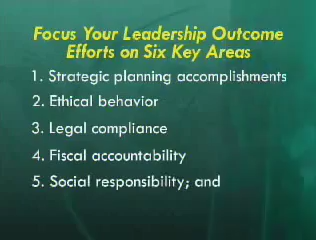 Focus Your Leadership Outcome
Efforts on Six Key Areas
1. Strategic planning accomplishments
2. Ethical behavior
3. Legal compliance
4. Fiscal accountability
5. Social responsibility; and